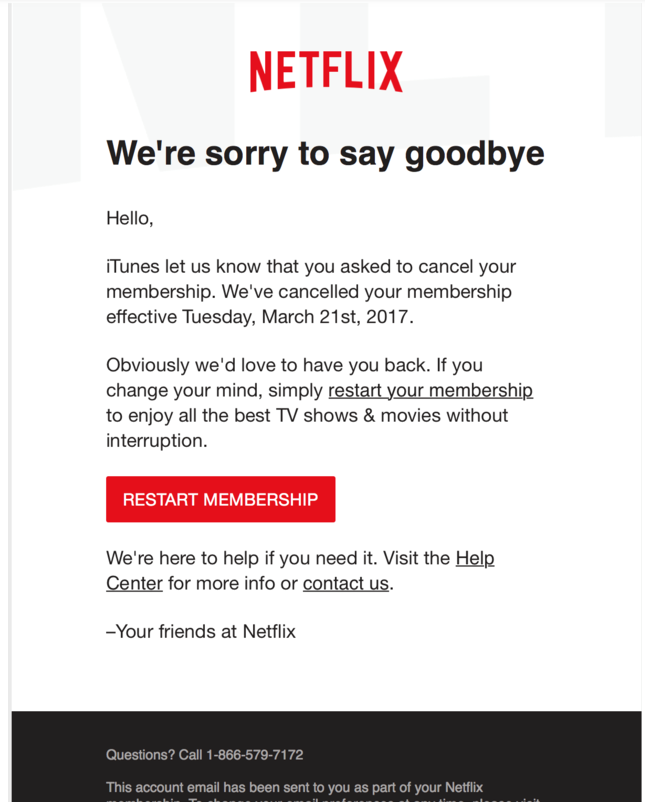 NETFLIX
We're sorry to say goodbye
Hello,
iTunes let us know that you asked to cancel your
membership. We've cancelled your membership
effective Tuesday, March 21st, 2017.
Obviously we'd love to have you back. If you
change your mind, simply restart your membership
to enjoy all the best TV shows & movies without
interruption.
RESTART MEMBERSHIP
We're here to help if you need it. Visit the Help
Center for more info or contact us.
–Your friends at Netflix
Questions? Call 1-866-579-7172
This account email has been sent to you as part of your Netflix
membership. To change your email preferences at any time, please visit